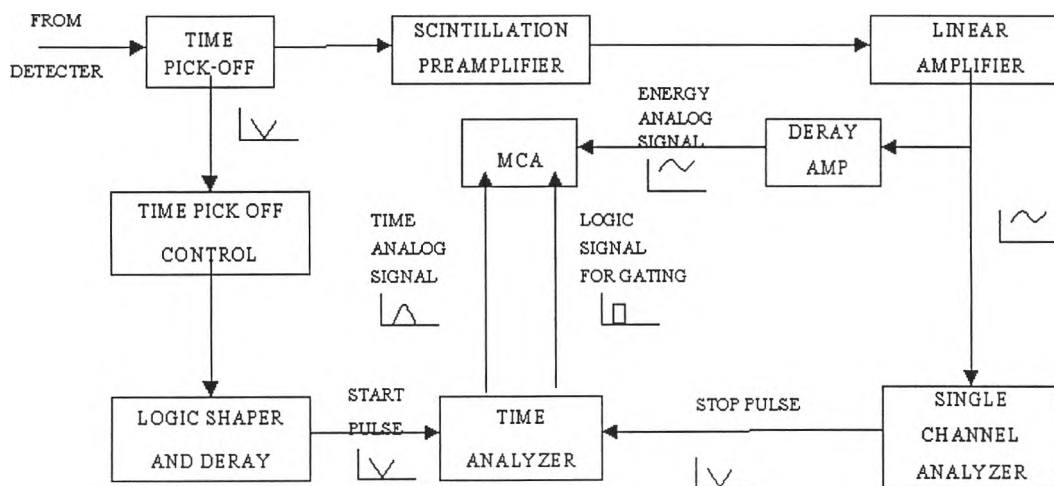 FROM
DETECTER
TIME
PICK-OFF
SCINTILLATION
PREAMPLIFIER
LINEAR
AMPLIFIER
ENERGY
ANALOG
SIGNAL
MCA
DERAY
AMP
TIME PICK OFF
CONTROL
TIME
ANALOG
SIGNAL
LOGIC
SIGNAL
FOR GATING
LOGIC SHAPER
AND DERAY
START
PULSE
TIME
ANALYZER
STOP PULSE
SINGLE
CHANNEL
ANALYZER